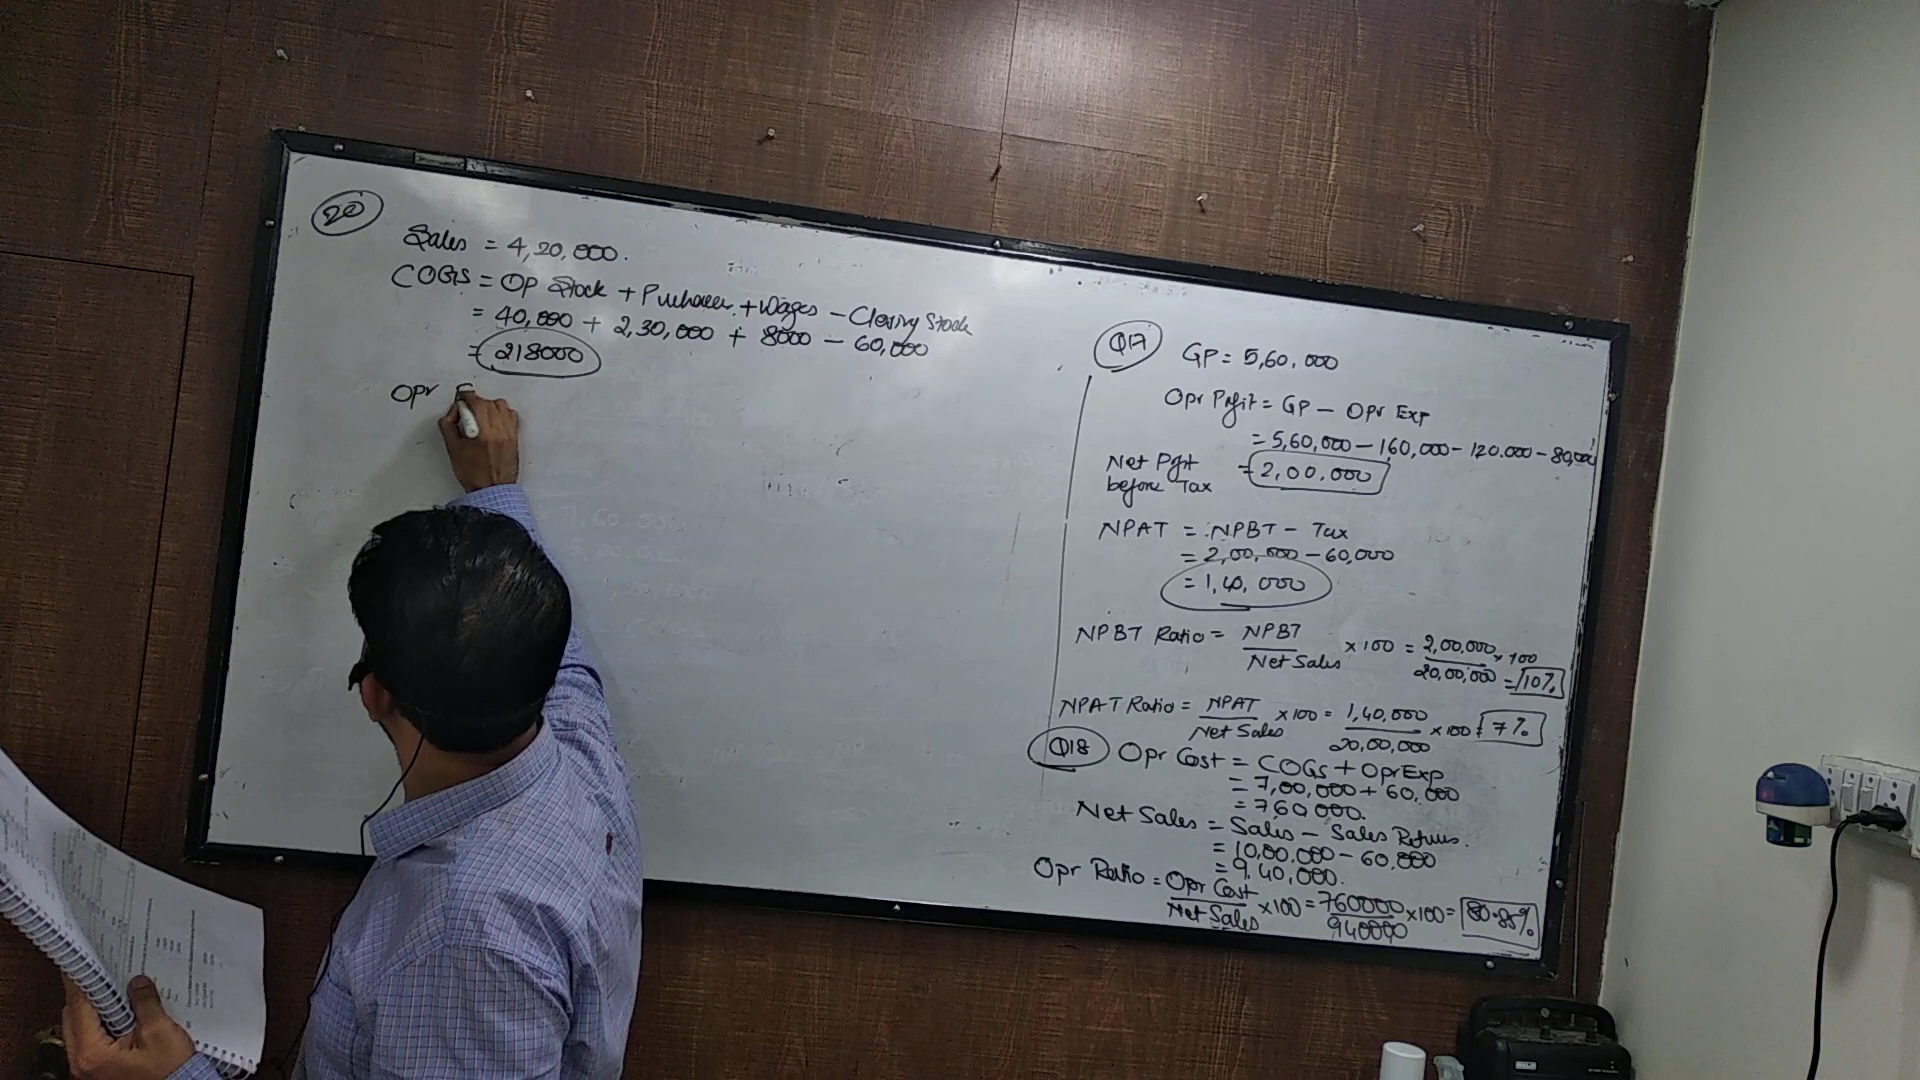 20
Sales = 4,20,000.
COGS = OP Stock + Purchases + Wages - Closing Stock
= 40,000 + 2,30,000 + 8000 - 60,000
= 218000
Opr
Q17
GP = 5,60,000
Opr Profit = GP - Opr Exp
= 5,60,000 - 160,000 - 120.000 - 80,000
Net Pft before Tax = 2,00,000
NPAT = NPBT - Tax
= 2,00,000 - 60,000
= 1,40,000
NPBT Ratio = NPBT / Net Sales × 100 = 2,00,000 / 20,00,000 × 100 = 10%
NPAT Ratio = NPAT / Net Sales × 100 = 1,40,000 / 20,00,000 × 100 = 7%
Q18
Opr Cost = COGS + Opr Exp
= 7,00,000 + 60,000
= 760000.
Net Sales = Sales - Sales Returns.
= 10,00,000 - 60,000
= 9,40,000.
Opr Ratio = Opr Cost / Net Sales × 100 = 760000 / 940000 × 100 = 80.85%